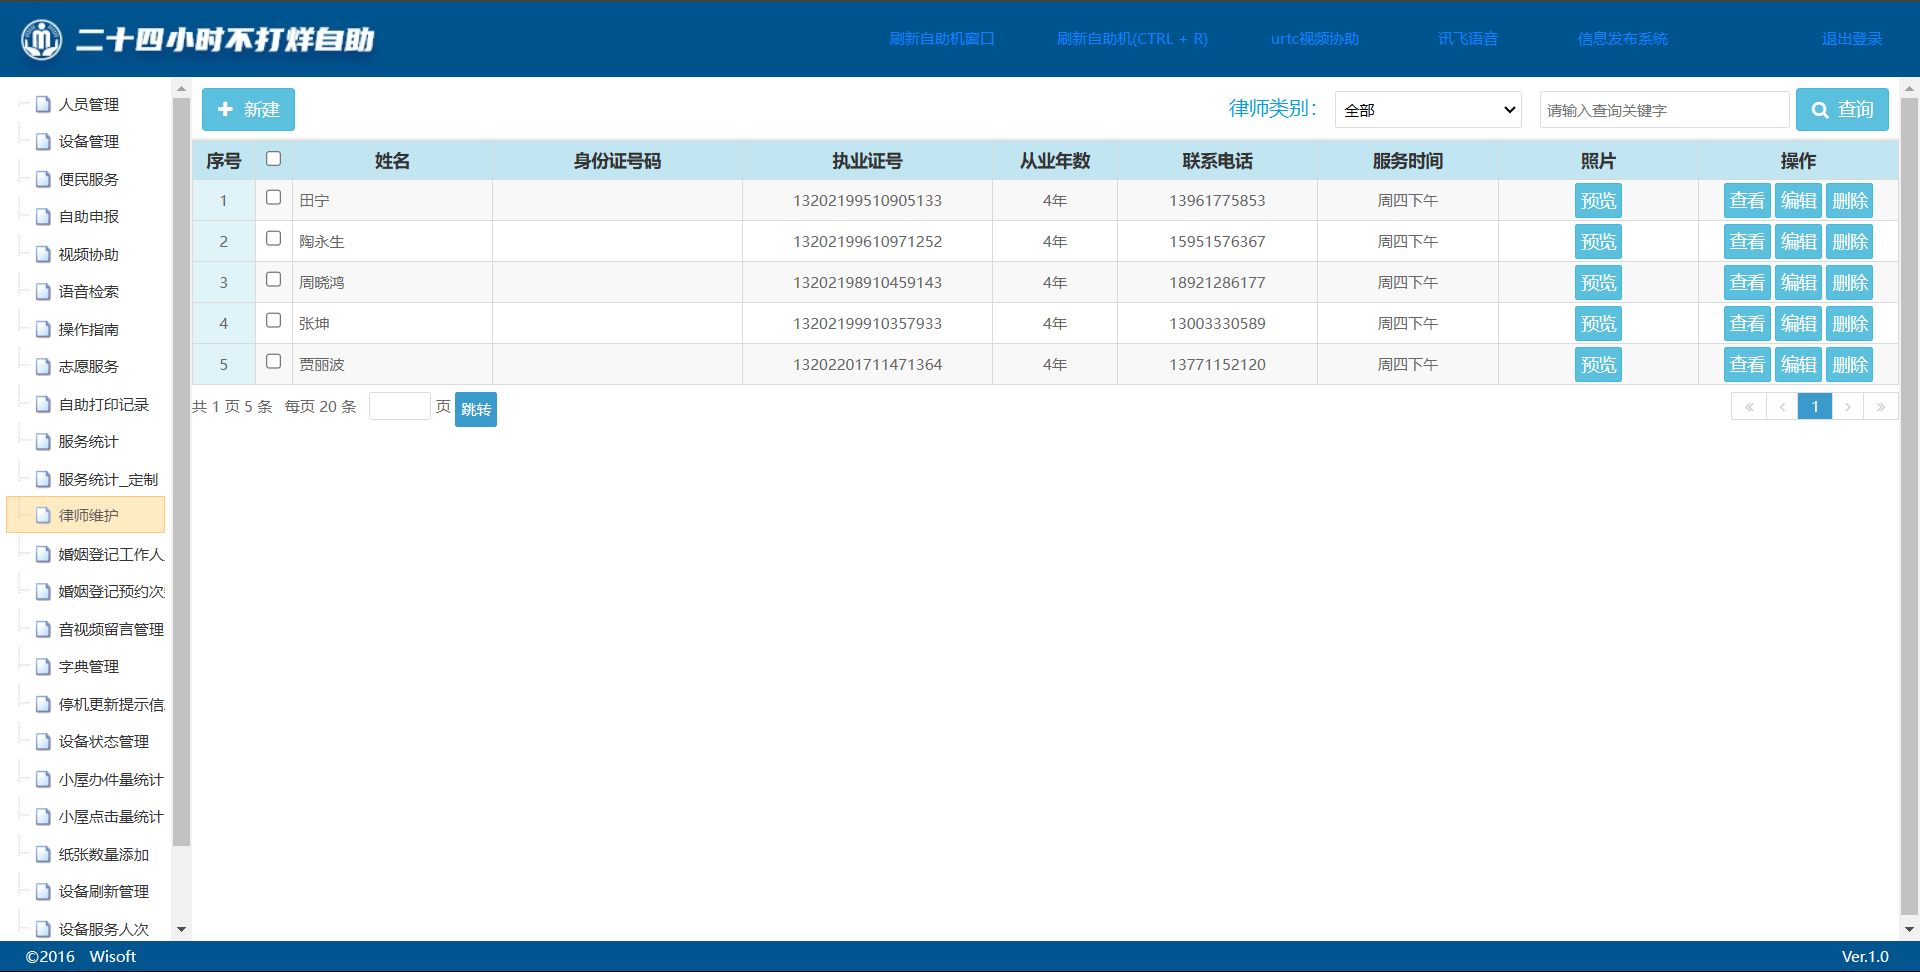 二十四小时不打烊自助
刷新自助机窗口 刷新自助机(CTRL + R) urtc视频协助 讯飞语音 信息发布系统 退出登录
人员管理
设备管理
便民服务
自助申报
视频协助
语音检索
操作指南
志愿服务
自助打印记录
服务统计
服务统计_定制
律师维护
婚姻登记工作人
婚姻登记预约次
音视频留言管理
字典管理
停机更新提示信
设备状态管理
小屋办件量统计
小屋点击量统计
纸张数量添加
设备刷新管理
设备服务人次
新建 律师类别： 全部 请输入查询关键字 查询
序号 姓名 身份证号码 执业证号 从业年数 联系电话 服务时间 照片 操作
1 田宁 13202199510905133 4年 13961775853 周四下午 预览 查看 编辑 删除
2 陶永生 13202199610971252 4年 15951576367 周四下午 预览 查看 编辑 删除
3 周晓鸿 13202198910459143 4年 18921286177 周四下午 预览 查看 编辑 删除
4 张坤 13202199910357933 4年 13003330589 周四下午 预览 查看 编辑 删除
5 贾丽波 13202201711471364 4年 13771152120 周四下午 预览 查看 编辑 删除
共 1 页 5 条 每页 20 条 页 跳转 « ‹ 1 › »
©2016 Wisoft Ver.1.0